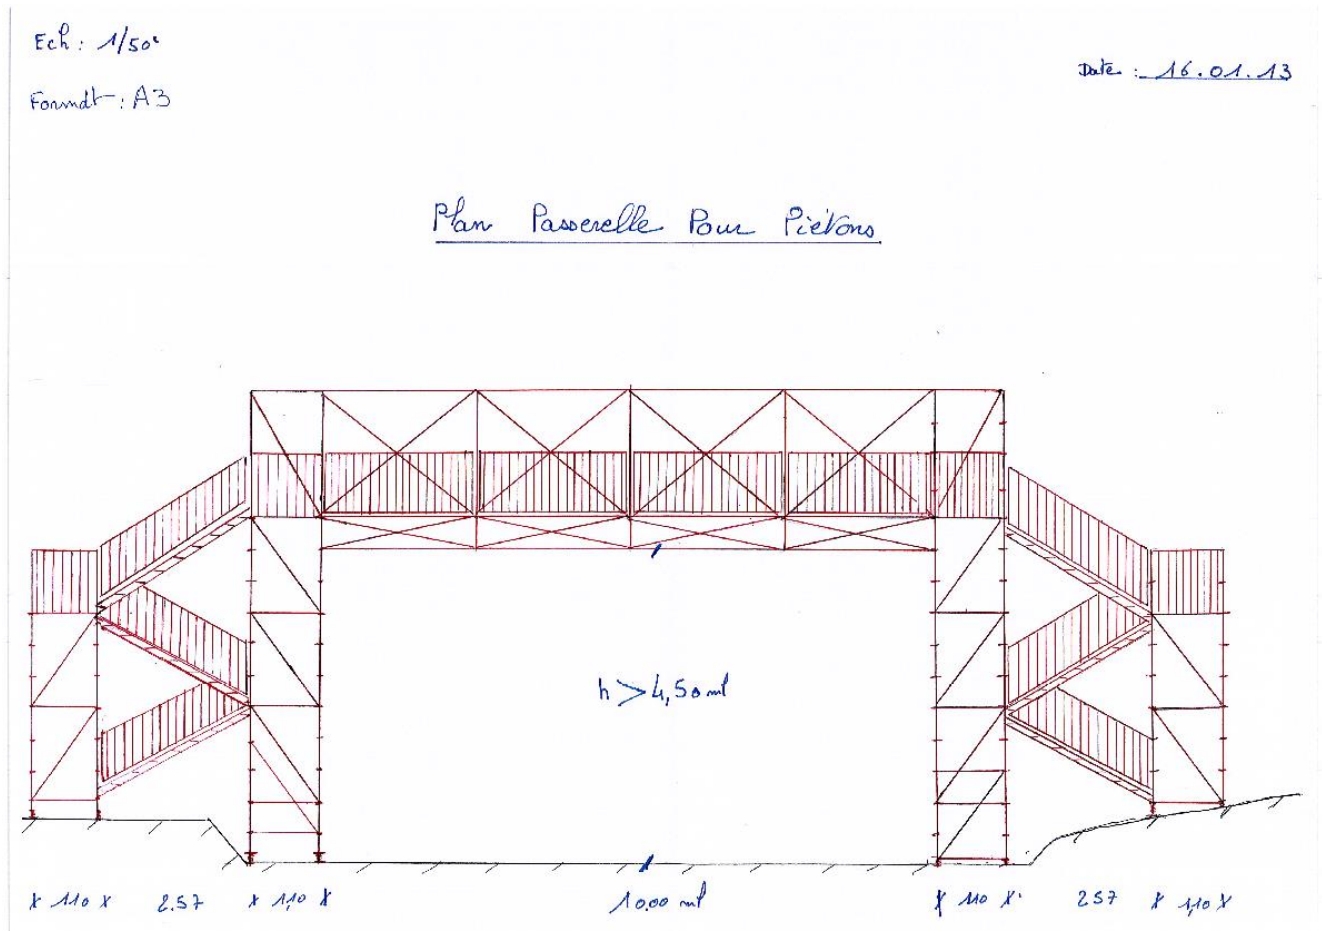 Ech : 1/50e
Format : A3
Date : 16.01.13
Plan Passerelle Pour Piétons
h > 4,50 ml
x 110 x 2.57 x 1,10 x 10.00 ml x 110 x 257 x 1,10 x